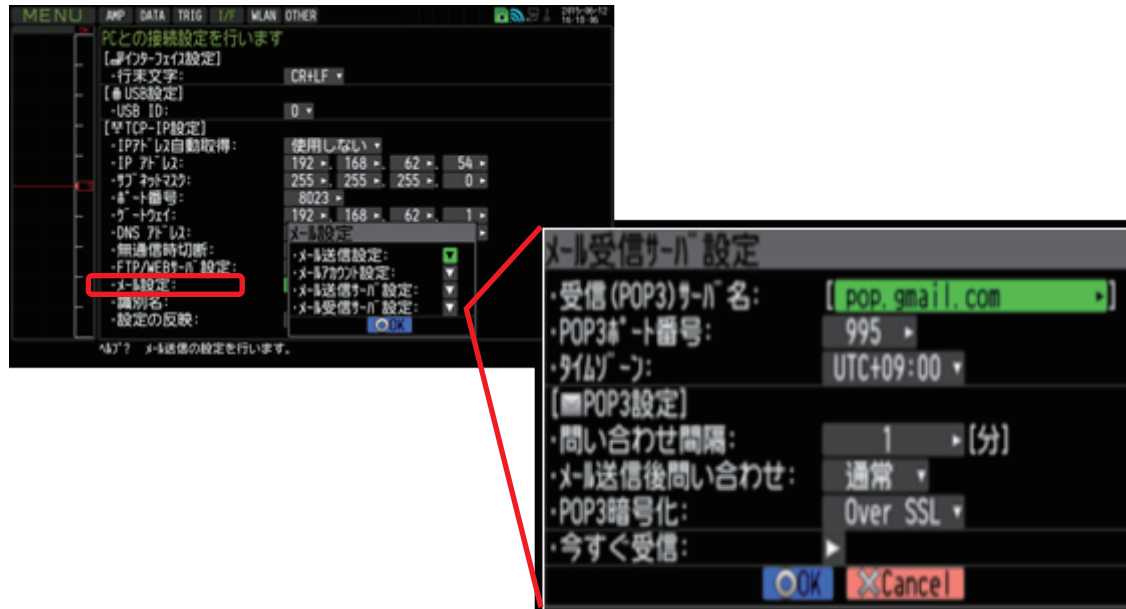 MENU AMP DATA TRIG I/F WLAN OTHER 2015-06-12
16:18:06
PCとの接続設定を行います
[インターフェイス設定]
・行末文字: CR+LF
[USB設定]
・USB ID: 0
[TCP-IP設定]
・IPアドレス自動取得: 使用しない
・IP アドレス: 192. 168. 62. 54
・サブネットマスク: 255. 255. 255. 0
・ポート番号: 8023
・ゲートウェイ: 192. 168. 62. 1
・DNS アドレス:
・無通信時切断:
・FTP/WEBサーバ設定:
・メール設定:
・識別名:
・設定の反映:
メール設定
・メール送信設定:
・メールアカウント設定:
・メール送信サーバ設定:
・メール受信サーバ設定:
OK
ヘルプ? メール送信の設定を行います。
メール受信サーバ設定
・受信(POP3)サーバ名: [pop.gmail.com]
・POP3ポート番号: 995
・タイムゾーン: UTC+09:00
[POP3設定]
・問い合わせ間隔: 1 [分]
・メール送信後問い合わせ: 通常
・POP3暗号化: Over SSL
・今すぐ受信:
OK Cancel